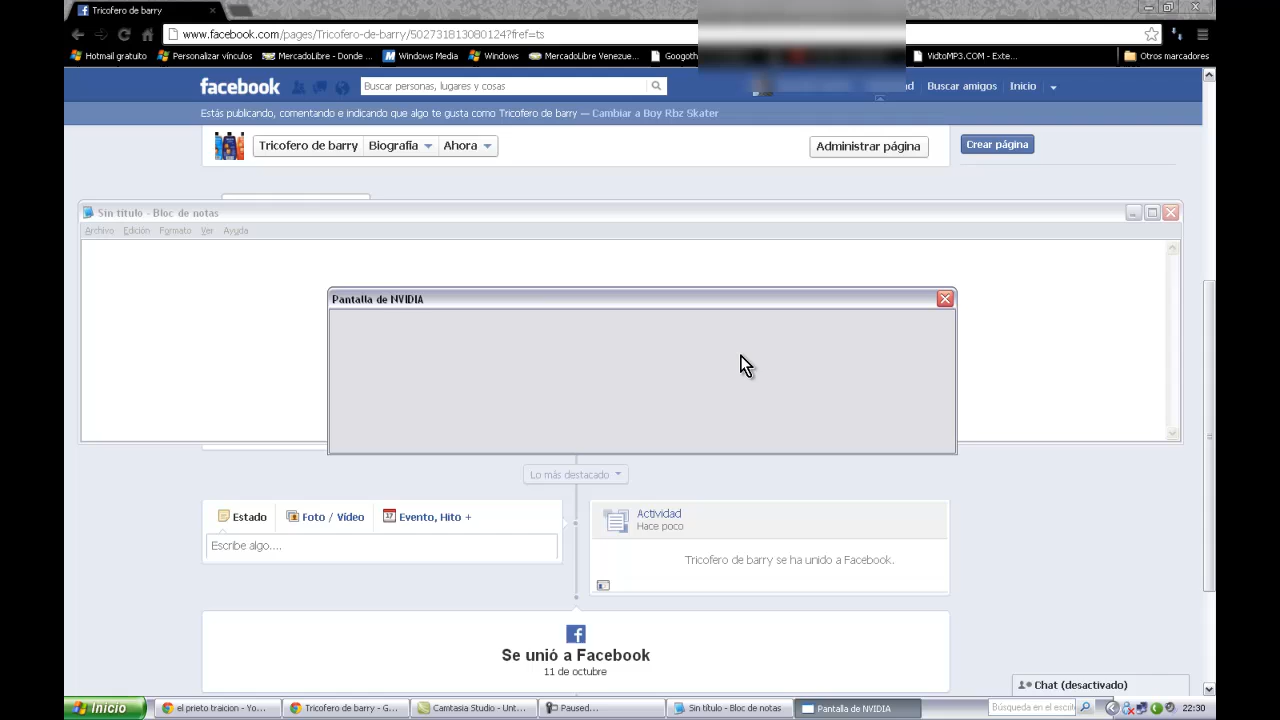 Tricofero de barry
www.facebook.com/pages/Tricofero-de-barry/502731813080124?fref=ts
Hotmail gratuito Personalizar vínculos MercadoLibre - Donde ... Windows Media Windows MercadoLibre Venezue... Googoth VidtoMP3.COM - Exte... Otros marcadores
facebook Buscar personas, lugares y cosas Buscar amigos Inicio
Estás publicando, comentando e indicando que algo te gusta como Tricofero de barry — Cambiar a Boy Rbz Skater
Tricofero de barry Biografía Ahora Administrar página Crear página
Sin título - Bloc de notas
Archivo Edición Formato Ver Ayuda
Pantalla de NVIDIA
Lo más destacado
Estado Foto / Vídeo Evento, Hito +
Escribe algo....
Actividad
Hace poco
Tricofero de barry se ha unido a Facebook.
Se unió a Facebook
11 de octubre
Chat (desactivado)
Inicio el prieto traicion - Yo... Tricofero de barry - G... Camtasia Studio - Unt... Paused... Sin título - Bloc de notas Pantalla de NVIDIA Búsqueda en el escrit 22:30